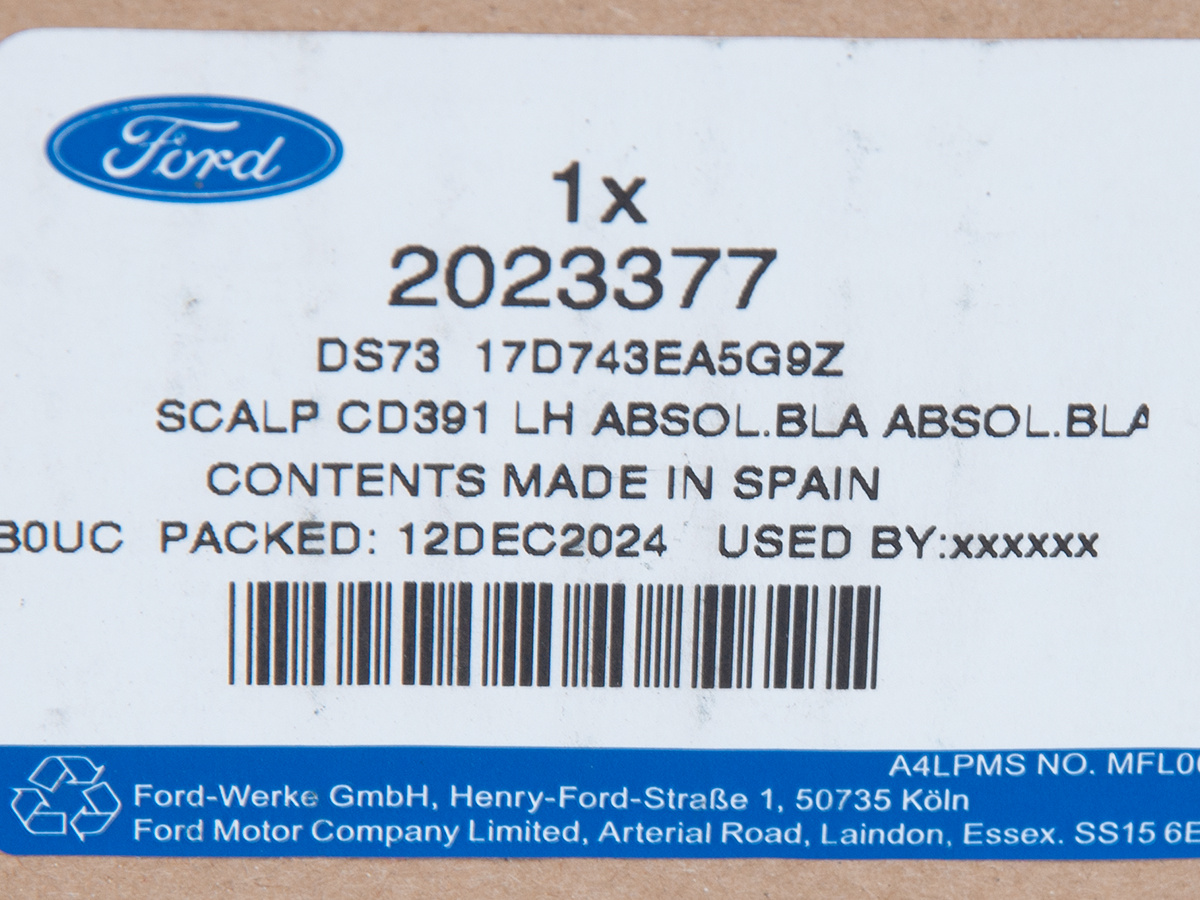 Ford
1x
2023377
DS73 17D743EA5G9Z
SCALP CD391 LH ABSOL.BLA ABSOL.BLA
CONTENTS MADE IN SPAIN
B0UC PACKED: 12DEC2024 USED BY:xxxxxx
A4LPMS NO. MFL0
Ford-Werke GmbH, Henry-Ford-Straße 1, 50735 Köln
Ford Motor Company Limited, Arterial Road, Laindon, Essex. SS15 6E